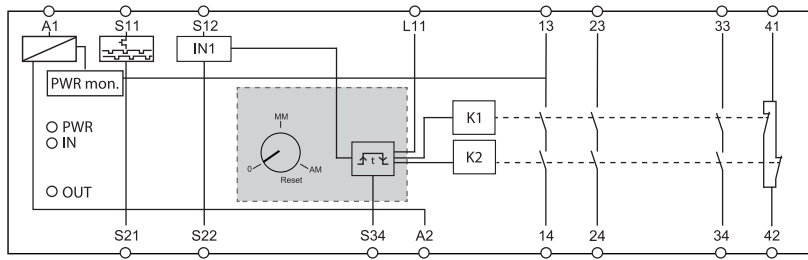 A1 S11 S12 L11 13 23 33 41
IN1
PWR mon.
MM
K1
PWR
IN
t
K2
0 AM
Reset
OUT
S21 S22 S34 A2 14 24 34 42